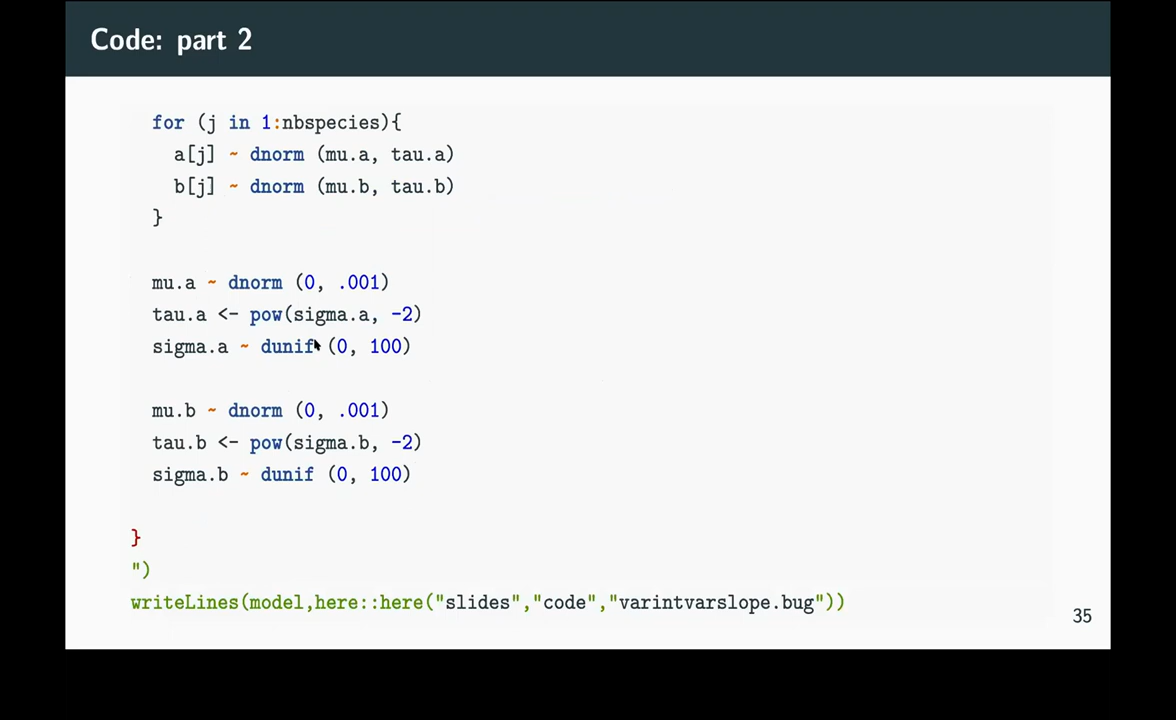 Code: part 2
for (j in 1:nbspecies){
a[j] ~ dnorm (mu.a, tau.a)
b[j] ~ dnorm (mu.b, tau.b)
}
mu.a ~ dnorm (0, .001)
tau.a <- pow(sigma.a, -2)
sigma.a ~ dunif (0, 100)
mu.b ~ dnorm (0, .001)
tau.b <- pow(sigma.b, -2)
sigma.b ~ dunif (0, 100)
}
")
writeLines(model,here::here("slides","code","varintvarslope.bug"))
35